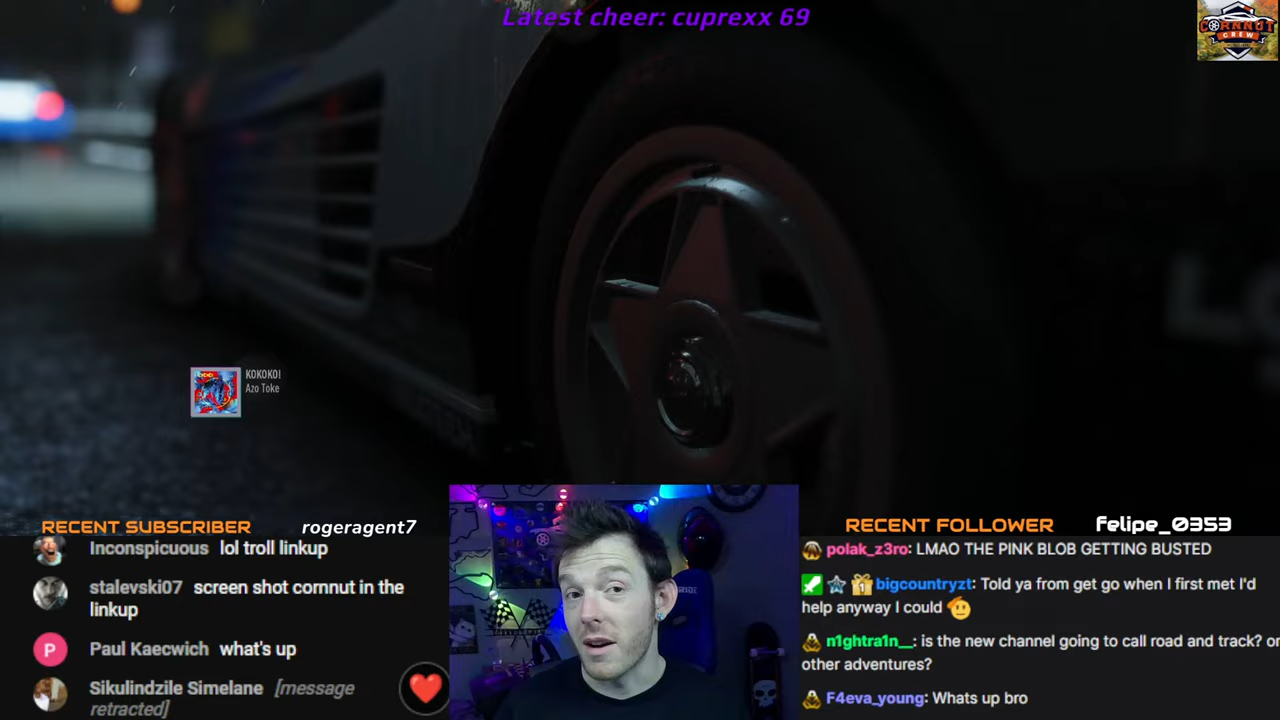 Latest cheer: cuprexx 69
CORNNUT
CREW
KOKOKO!
Azo Toke
RECENT SUBSCRIBER rogeragent7
Inconspicuous lol troll linkup
stalevski07 screen shot cornnut in the
linkup
Paul Kaecwich what's up
Sikulindzile Simelane [message
retracted]
RECENT FOLLOWER felipe_0353
polak_z3ro: LMAO THE PINK BLOB GETTING BUSTED
bigcountryzt: Told ya from get go when I first met I'd
help anyway I could
n1ghtra1n__: is the new channel going to call road and track? or
other adventures?
F4eva_young: Whats up bro